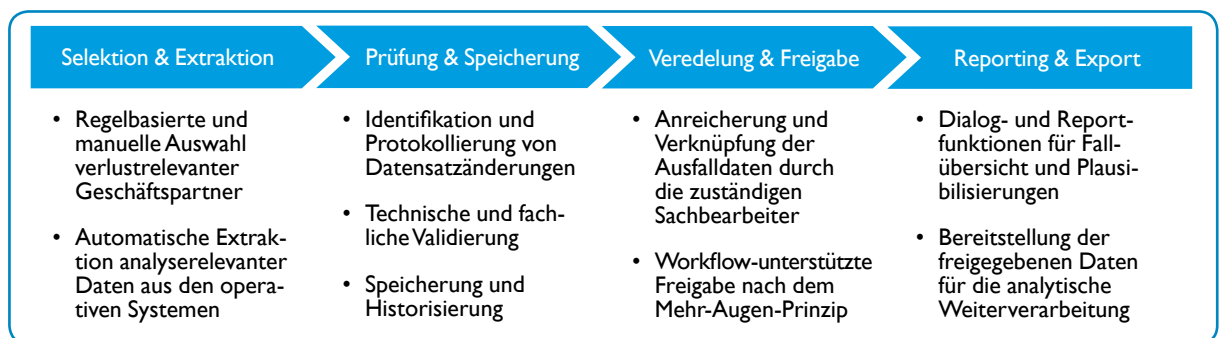 Selektion & Extraktion
Prüfung & Speicherung
Veredelung & Freigabe
Reporting & Export
• Regelbasierte und
manuelle Auswahl
verlustrelevanter
Geschäftspartner
• Automatische Extrak-
tion analyserelevanter
Daten aus den opera-
tiven Systemen
• Identifikation und
Protokollierung von
Datensatzänderungen
• Technische und fach-
liche Validierung
• Speicherung und
Historisierung
• Anreicherung und
Verknüpfung der
Ausfalldaten durch
die zuständigen
Sachbearbeiter
• Workflow-unterstützte
Freigabe nach dem
Mehr-Augen-Prinzip
• Dialog- und Report-
funktionen für Fall-
übersicht und Plausi-
bilisierungen
• Bereitstellung der
freigegebenen Daten
für die analytische
Weiterverarbeitung